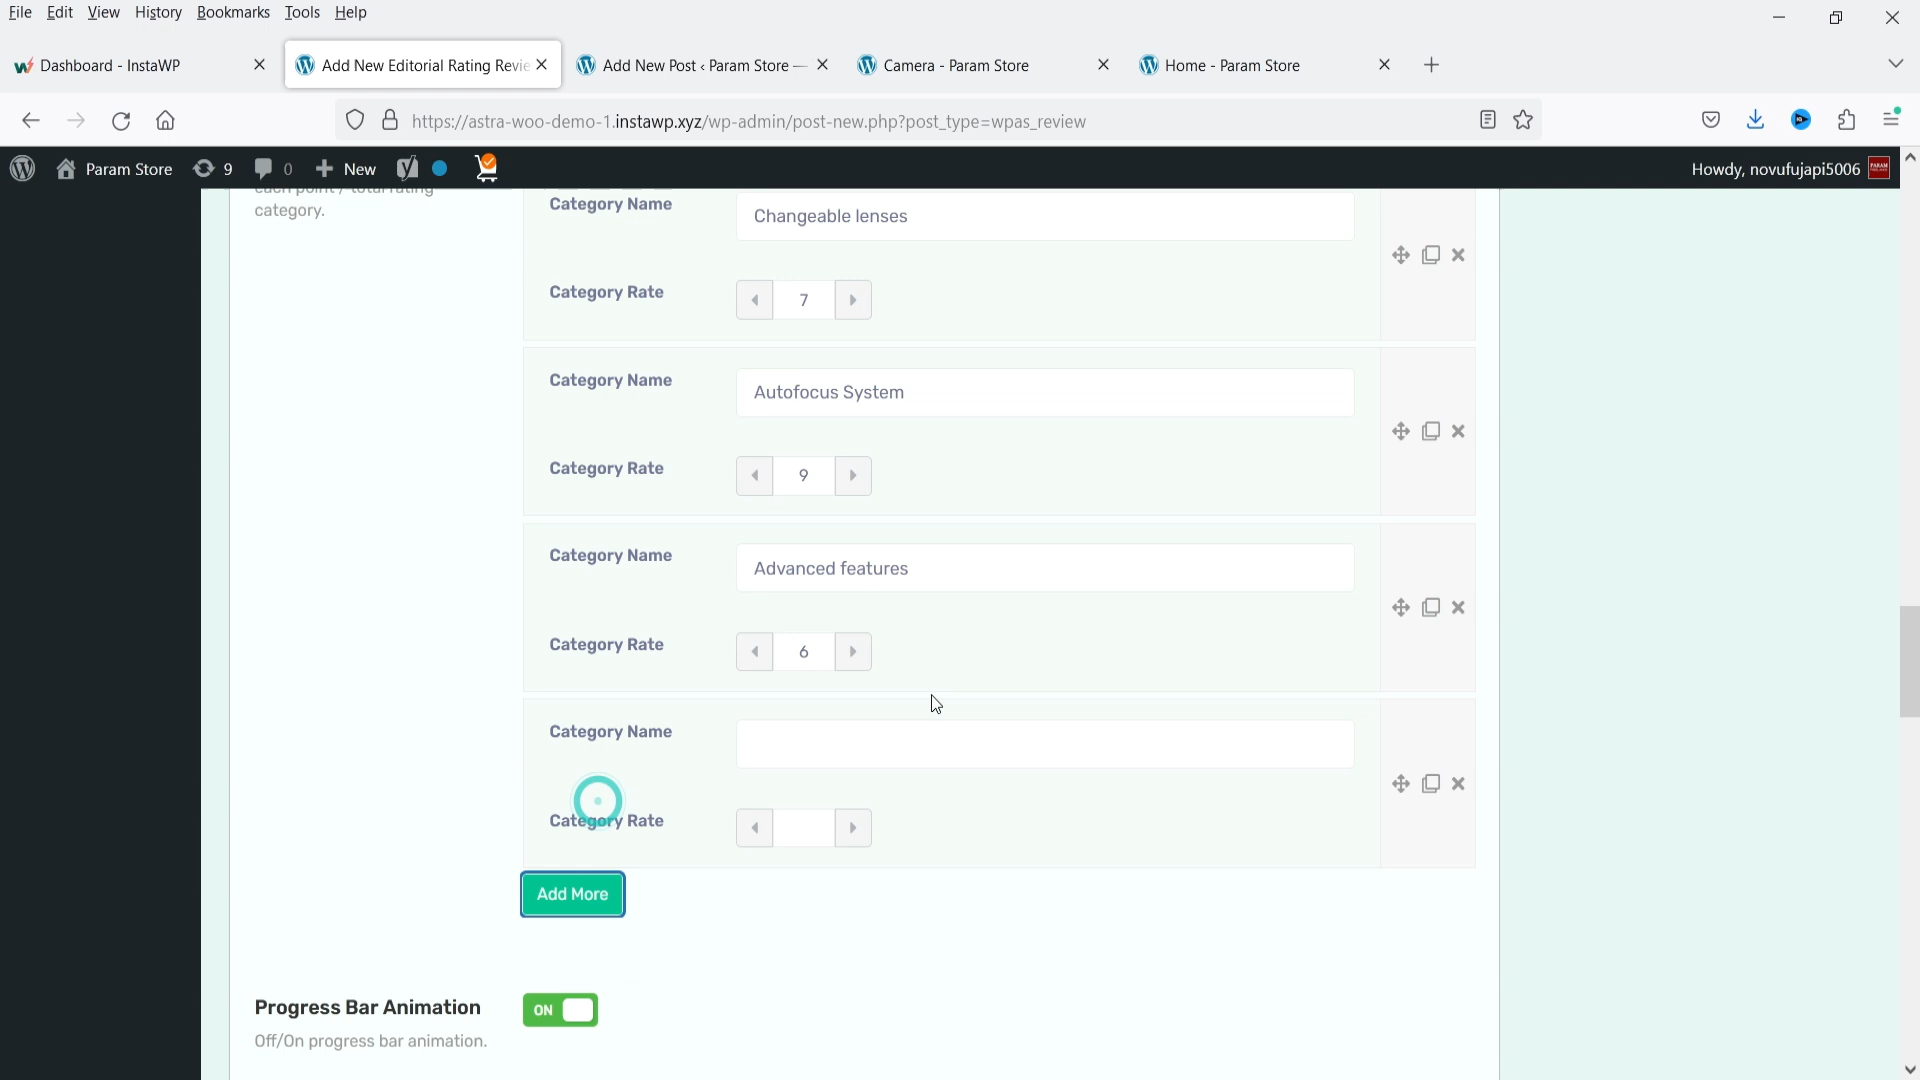 File Edit View History Bookmarks Tools Help
Dashboard - InstaWP
Add New Editorial Rating Revie
Add New Post ‹ Param Store —
Camera - Param Store
Home - Param Store
https://astra-woo-demo-1.instawp.xyz/wp-admin/post-new.php?post_type=wpas_review
Param Store 9 0 New Howdy, novufujapi5006
each point / total rating
category.
Category Name Changeable lenses
Category Rate 7
Category Name Autofocus System
Category Rate 9
Category Name Advanced features
Category Rate 6
Category Name
Category Rate
Add More
Progress Bar Animation ON
Off/On progress bar animation.